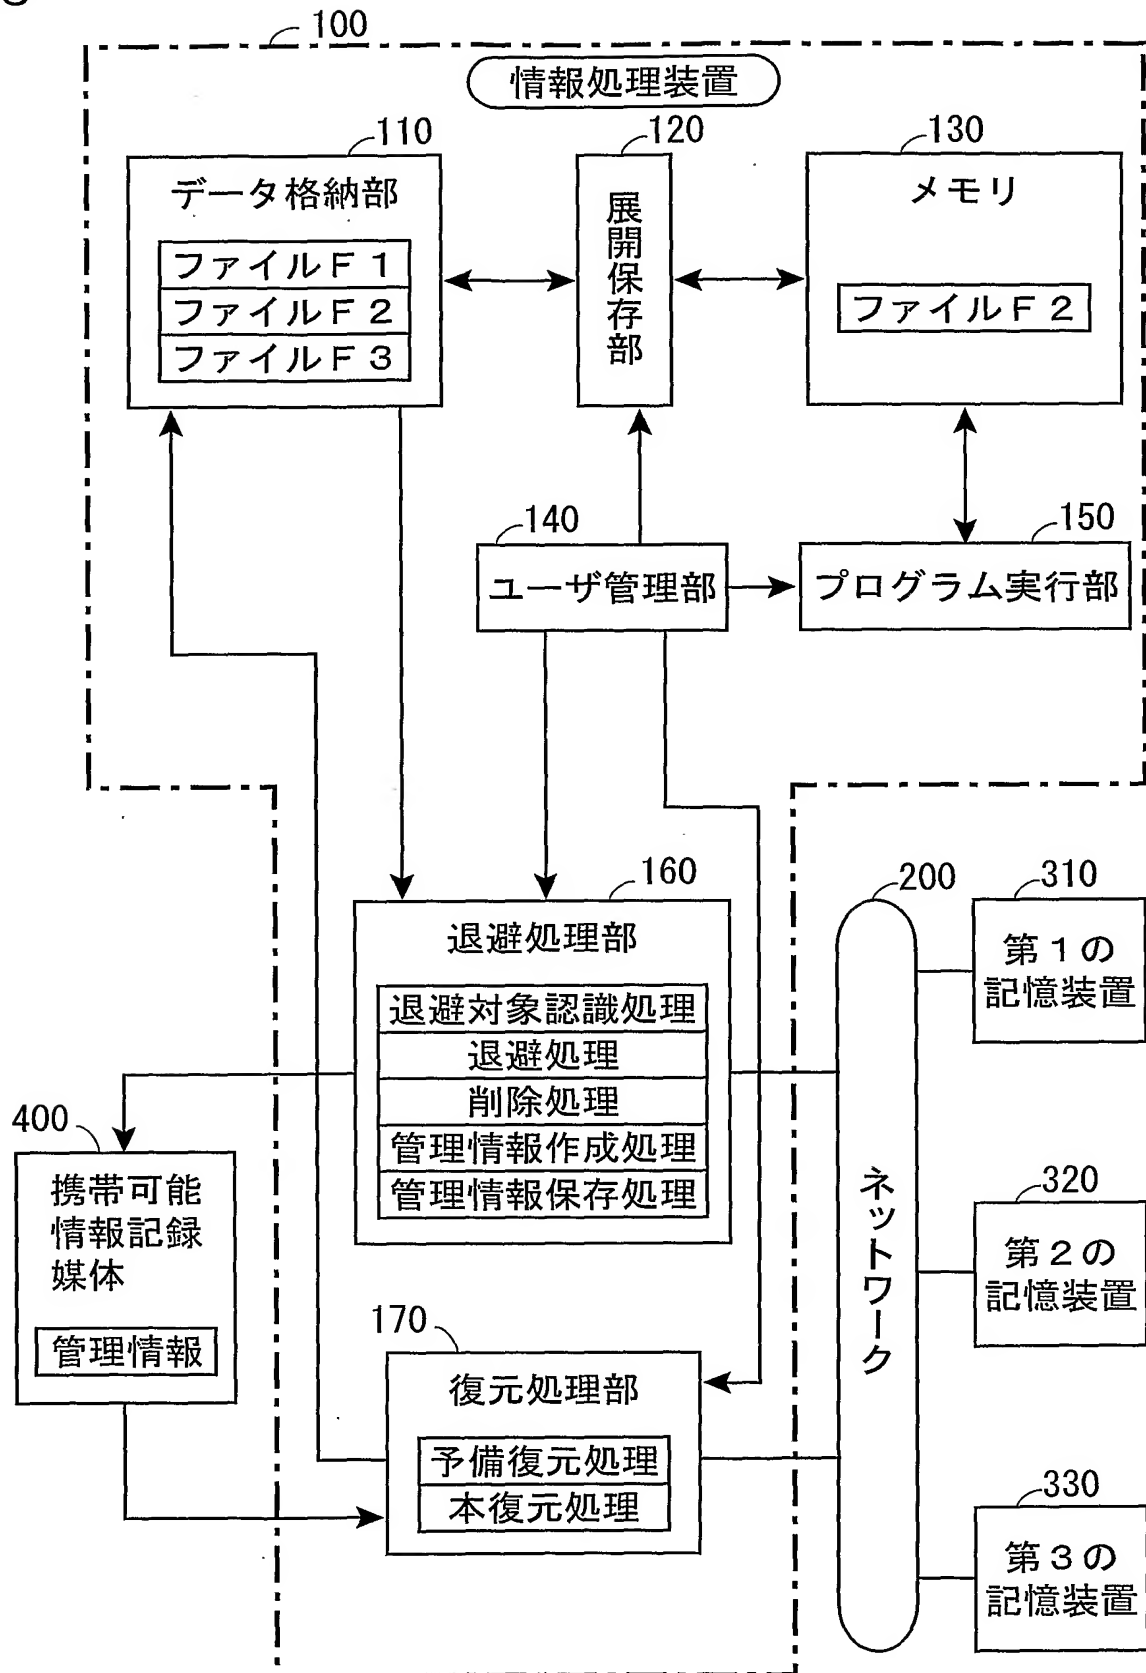 100
情報処理装置
110
120
130
データ格納部
ファイルF1
ファイルF2
ファイルF3
展開保存部
メモリ
ファイルF2
140
150
ユーザ管理部
プログラム実行部
160
退避処理部
退避対象認識処理
退避処理
削除処理
管理情報作成処理
管理情報保存処理
200
ネットワーク
310
第1の
記憶装置
320
第2の
記憶装置
330
第3の
記憶装置
400
携帯可能
情報記録
媒体
管理情報
170
復元処理部
予備復元処理
本復元処理